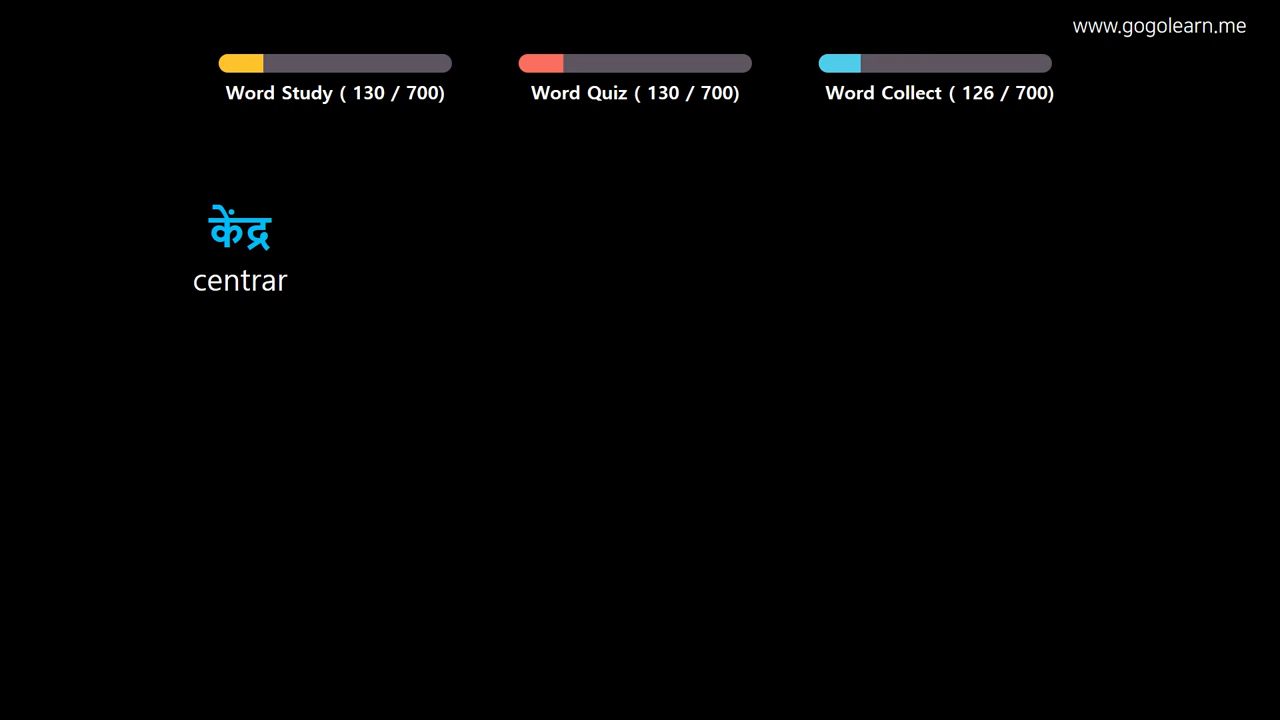 www.gogolearn.me
Word Study ( 130 / 700)
Word Quiz ( 130 / 700)
Word Collect ( 126 / 700)
केंद्र
centrar